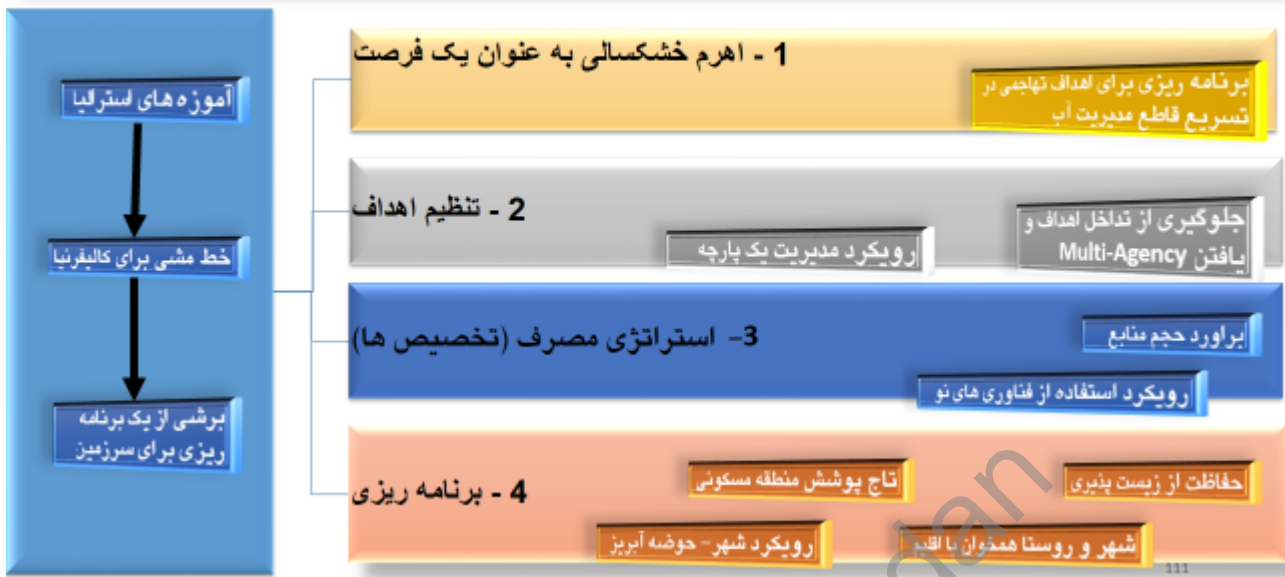 آموزه های استرالیا
خط مشی برای کالیفرنیا
برشی از یک برنامه
ریزی برای سرزمین
1 - اهرم خشکسالی به عنوان یک فرصت
برنامه ریزی برای اهداف تهاجمی در
تسریع قاطع مدیریت آب
2 - تنظیم اهداف
جلوگیری از تداخل اهداف و
یافتن Multi-Agency
رویکرد مدیریت یک پارچه
3- استراتژی مصرف (تخصیص ها)
براورد حجم منابع
رویکرد استفاده از فناوری های نو
4 - برنامه ریزی
حفاظت از زیست پذیری
تاج پوشش منطقه مسکونی
شهر و روستا همخوان با اقلیم
رویکرد شهر- حوضه آبریز
111
dan